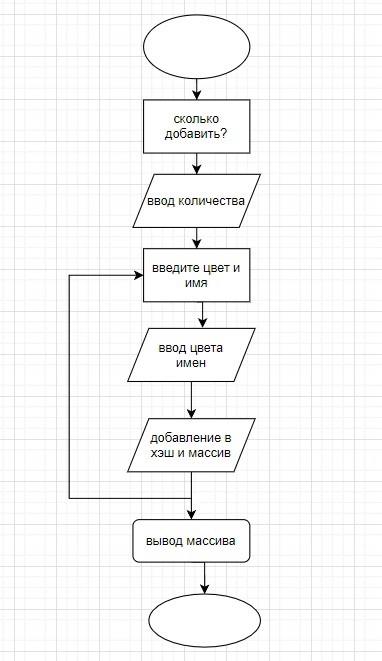 сколько
добавить?
ввод количества
введите цвет и
имя
ввод цвета
имен
добавление в
хэш и массив
вывод массива